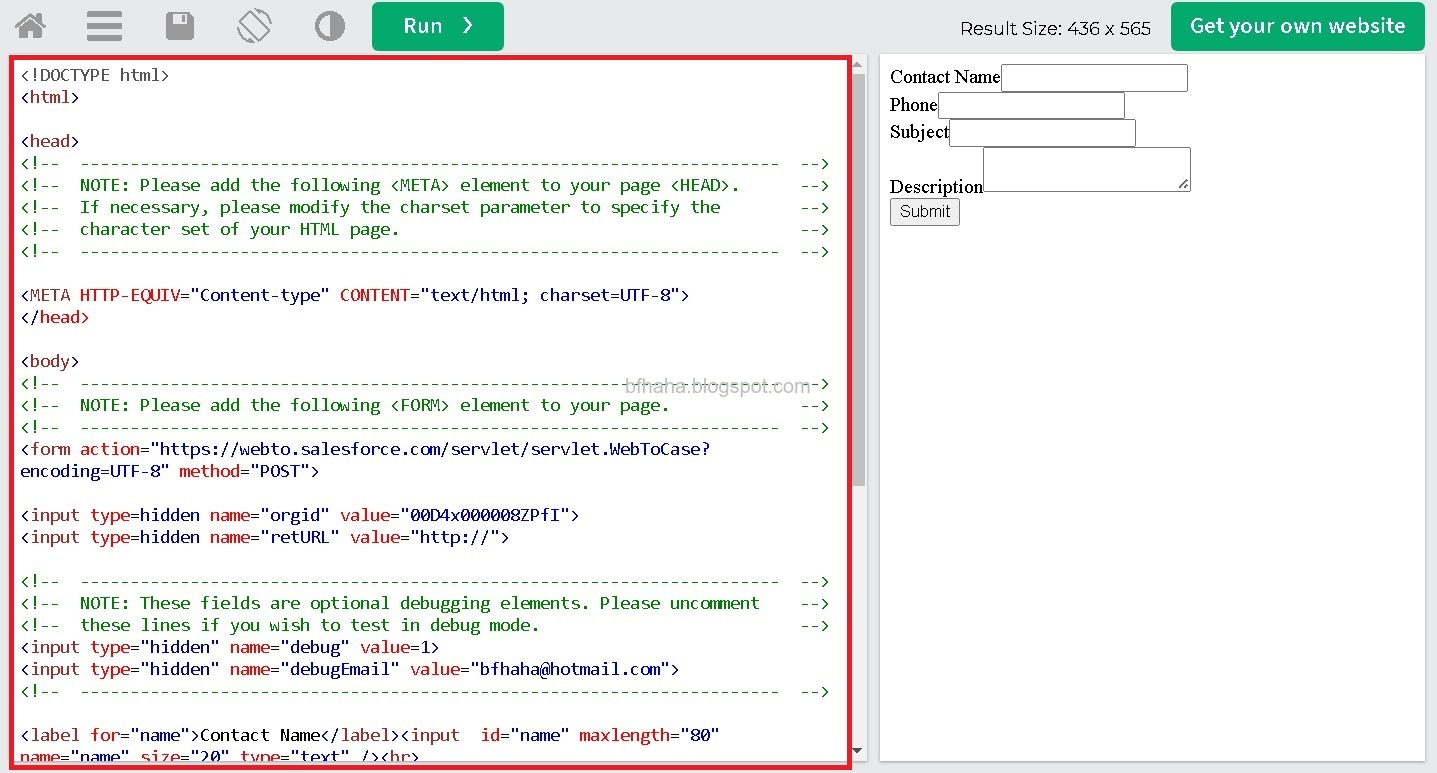 Run ❯
Result Size: 436 x 565
Get your own website
<!DOCTYPE html>
<html>
<head>
<!--  ----------------------------------------------------------------------  -->
<!--  NOTE: Please add the following <META> element to your page <HEAD>.      -->
<!--  If necessary, please modify the charset parameter to specify the        -->
<!--  character set of your HTML page.                                        -->
<!--  ----------------------------------------------------------------------  -->
<META HTTP-EQUIV="Content-type" CONTENT="text/html; charset=UTF-8">
</head>
<body>
<!--  ----------------------------------------------------------------------  -->
<!--  NOTE: Please add the following <FORM> element to your page.             -->
<!--  ----------------------------------------------------------------------  -->
<form action="https://webto.salesforce.com/servlet/servlet.WebToCase?
encoding=UTF-8" method="POST">
<input type=hidden name="orgid" value="00D4x000008ZPfI">
<input type=hidden name="retURL" value="http://">
<!--  ----------------------------------------------------------------------  -->
<!--  NOTE: These fields are optional debugging elements. Please uncomment    -->
<!--  these lines if you wish to test in debug mode.                          -->
<input type="hidden" name="debug" value=1>
<input type="hidden" name="debugEmail" value="bfhaha@hotmail.com">
<!--  ----------------------------------------------------------------------  -->
<label for="name">Contact Name</label><input  id="name" maxlength="80"
name="name" size="20" type="text" /><br>
bfhaha.blogspot.com
Contact Name
Phone
Subject
Description
Submit